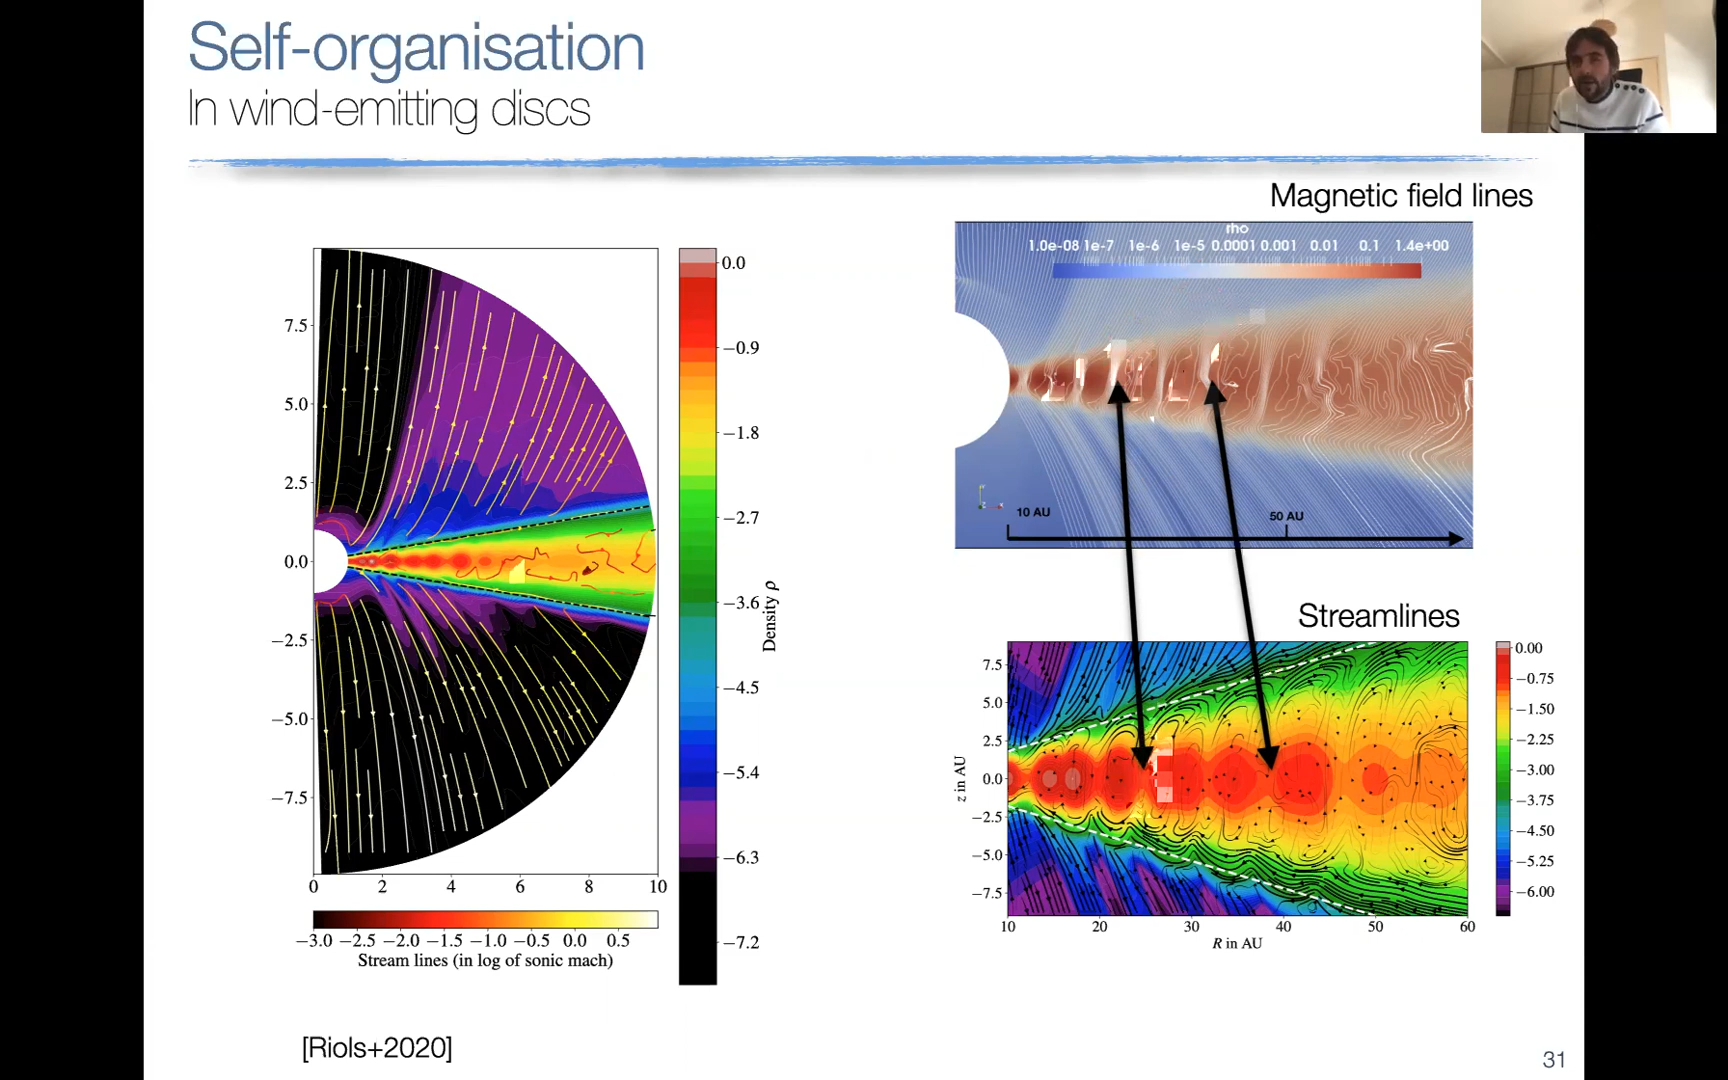 Self-organisation
In wind-emitting discs
Magnetic field lines
rho
1.0e-08 1e-7 1e-6 1e-5 0.0001 0.001 0.01 0.1 1.4e+00
10 AU
50 AU
7.5
5.0
2.5
0.0
−2.5
−5.0
−7.5
0 2 4 6 8 10
−3.0 −2.5 −2.0 −1.5 −1.0 −0.5 0.0 0.5
Stream lines (in log of sonic mach)
0.0
−0.9
−1.8
−2.7
−3.6
−4.5
−5.4
−6.3
−7.2
Density ρ
Streamlines
7.5
5.0
2.5
0.0
−2.5
−5.0
−7.5
z in AU
10 20 30 40 50 60
R in AU
0.00
−0.75
−1.50
−2.25
−3.00
−3.75
−4.50
−5.25
−6.00
[Riols+2020]
31